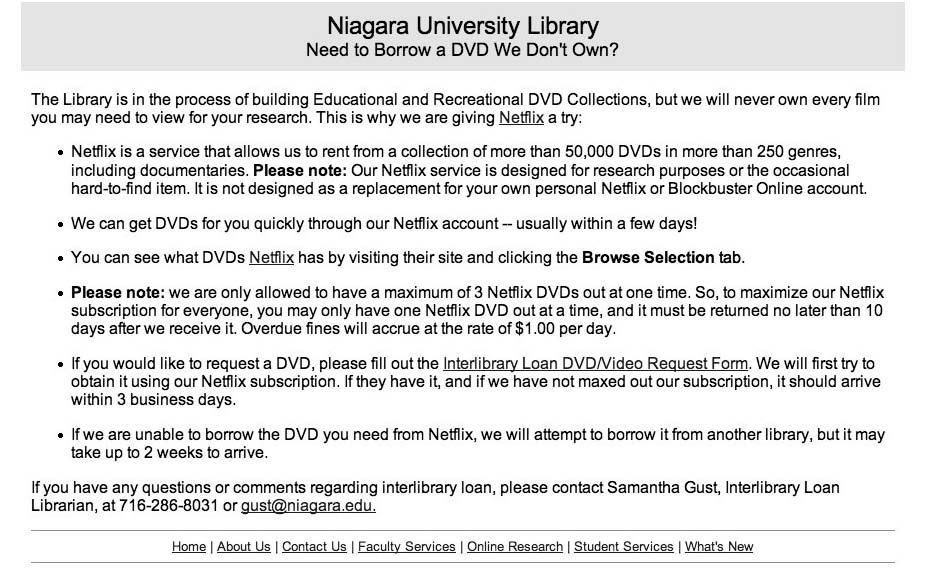 Niagara University Library
Need to Borrow a DVD We Don't Own?
The Library is in the process of building Educational and Recreational DVD Collections, but we will never own every film
you may need to view for your research. This is why we are giving Netflix a try:
• Netflix is a service that allows us to rent from a collection of more than 50,000 DVDs in more than 250 genres,
including documentaries. Please note: Our Netflix service is designed for research purposes or the occasional
hard-to-find item. It is not designed as a replacement for your own personal Netflix or Blockbuster Online account.
• We can get DVDs for you quickly through our Netflix account -- usually within a few days!
• You can see what DVDs Netflix has by visiting their site and clicking the Browse Selection tab.
• Please note: we are only allowed to have a maximum of 3 Netflix DVDs out at one time. So, to maximize our Netflix
subscription for everyone, you may only have one Netflix DVD out at a time, and it must be returned no later than 10
days after we receive it. Overdue fines will accrue at the rate of $1.00 per day.
• If you would like to request a DVD, please fill out the Interlibrary Loan DVD/Video Request Form. We will first try to
obtain it using our Netflix subscription. If they have it, and if we have not maxed out our subscription, it should arrive
within 3 business days.
• If we are unable to borrow the DVD you need from Netflix, we will attempt to borrow it from another library, but it may
take up to 2 weeks to arrive.
If you have any questions or comments regarding interlibrary loan, please contact Samantha Gust, Interlibrary Loan
Librarian, at 716-286-8031 or gust@niagara.edu.
Home | About Us | Contact Us | Faculty Services | Online Research | Student Services | What's New